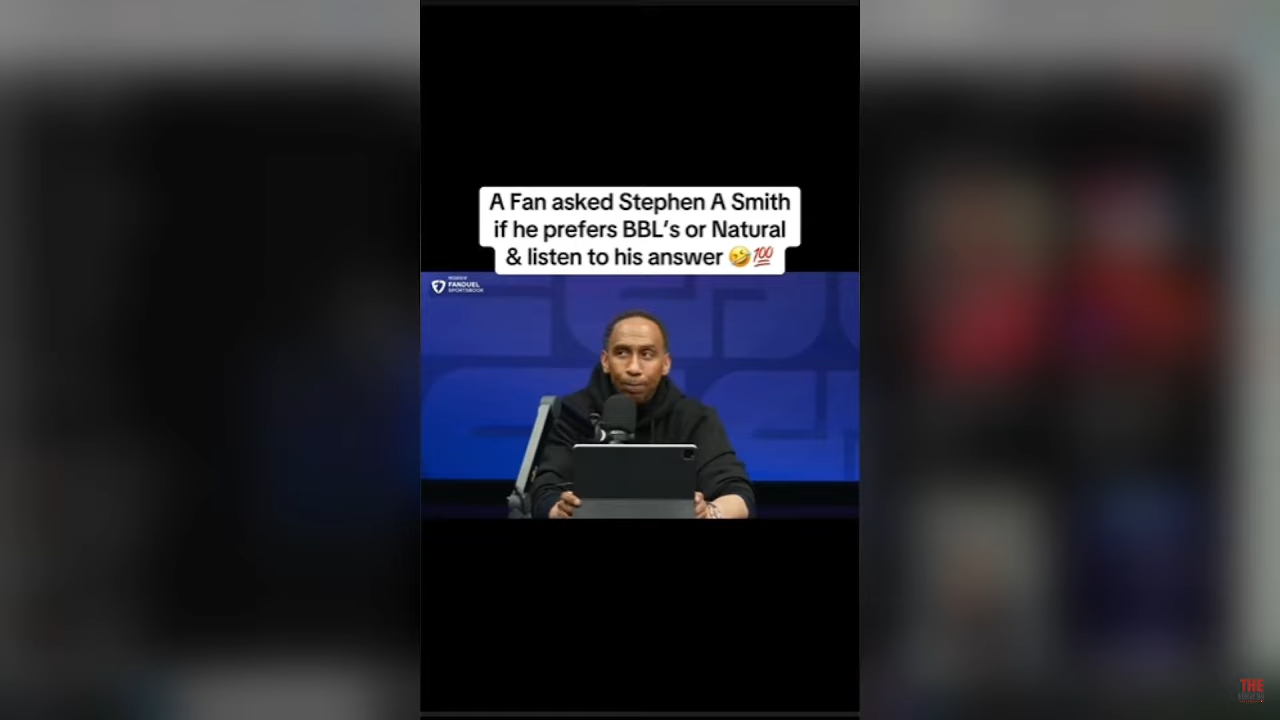 A Fan asked Stephen A Smith
if he prefers BBL's or Natural
& listen to his answer 🤣💯
FANDUEL
SPORTSBOOK
THE